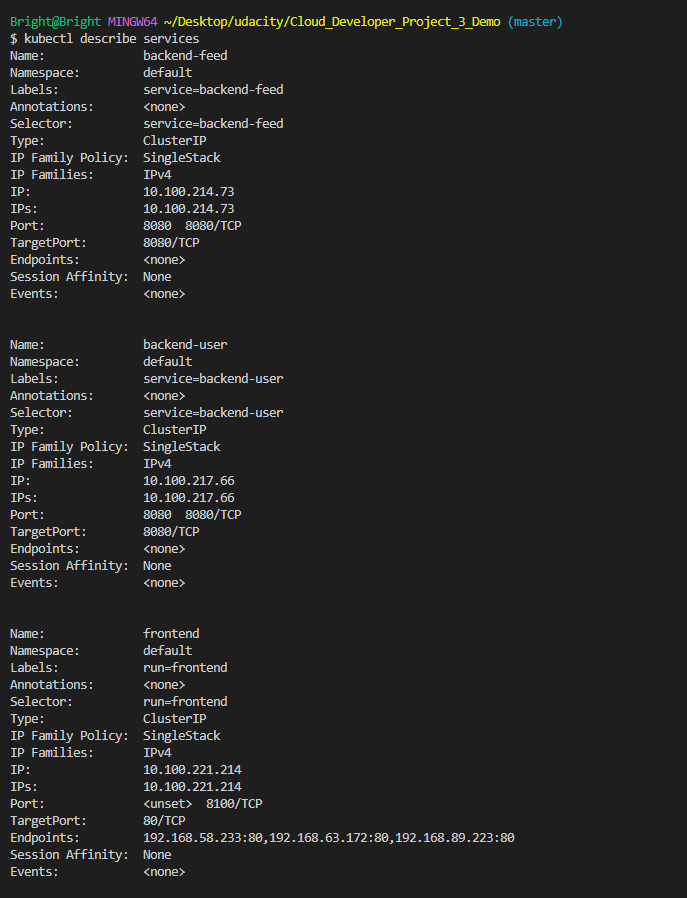 Bright@Bright MINGW64 ~/Desktop/udacity/Cloud_Developer_Project_3_Demo (master)
$ kubectl describe services
Name:              backend-feed
Namespace:         default
Labels:            service=backend-feed
Annotations:       <none>
Selector:          service=backend-feed
Type:              ClusterIP
IP Family Policy:  SingleStack
IP Families:       IPv4
IP:                10.100.214.73
IPs:               10.100.214.73
Port:              8080  8080/TCP
TargetPort:        8080/TCP
Endpoints:         <none>
Session Affinity:  None
Events:            <none>

Name:              backend-user
Namespace:         default
Labels:            service=backend-user
Annotations:       <none>
Selector:          service=backend-user
Type:              ClusterIP
IP Family Policy:  SingleStack
IP Families:       IPv4
IP:                10.100.217.66
IPs:               10.100.217.66
Port:              8080  8080/TCP
TargetPort:        8080/TCP
Endpoints:         <none>
Session Affinity:  None
Events:            <none>

Name:              frontend
Namespace:         default
Labels:            run=frontend
Annotations:       <none>
Selector:          run=frontend
Type:              ClusterIP
IP Family Policy:  SingleStack
IP Families:       IPv4
IP:                10.100.221.214
IPs:               10.100.221.214
Port:              <unset>  8100/TCP
TargetPort:        80/TCP
Endpoints:         192.168.58.233:80,192.168.63.172:80,192.168.89.223:80
Session Affinity:  None
Events:            <none>